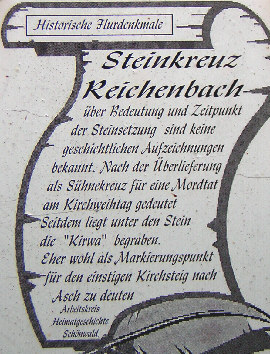 Historische Flurdenkmale
Steinkreuz
Reichenbach
über Bedeutung und Zeitpunkt
der Steinsetzung sind keine
geschichtlichen Aufzeichnungen
bekannt. Nach der Überlieferung
als Sühnekreuz für eine Mordtat
am Kirchweihtag gedeutet
Seitdem liegt unter den Stein
die "Kirwa" begraben.
Eher wohl als Markierungspunkt
für den einstigen Kirchsteig nach
Asch zu deuten
Arbeitskreis
Heimatgeschichte
Schönwald